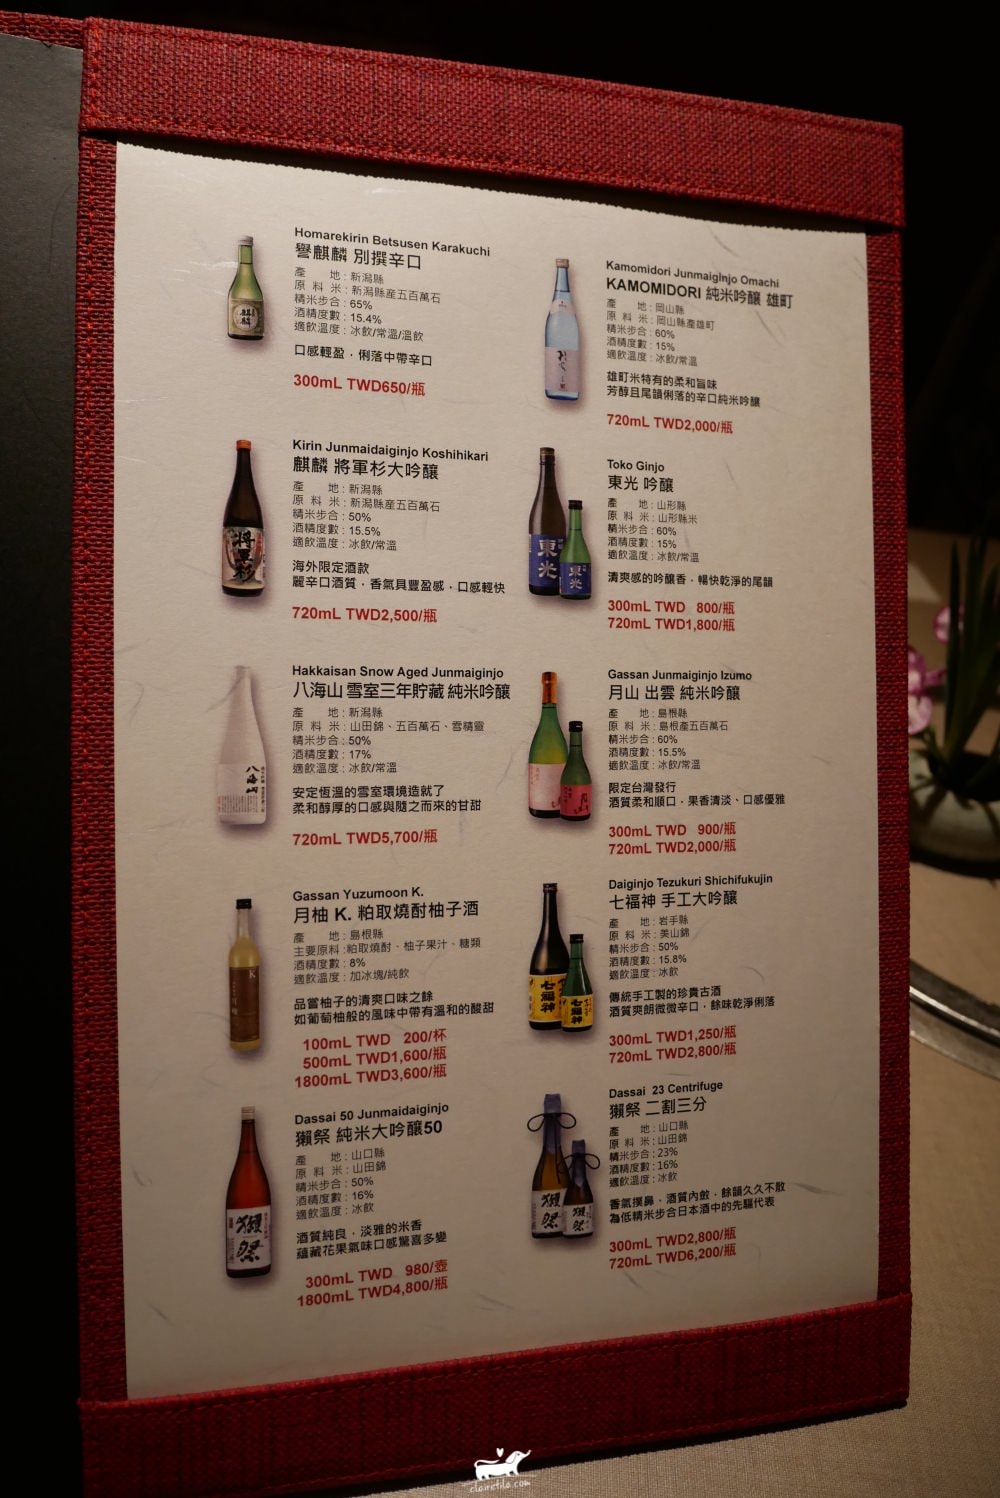 Homarekirin Betsusen Karakuchi
譽麒麟 別撰辛口
產 地:新潟縣
原 料 米:新潟縣產五百萬石
精米步合:65%
酒精度數:15.4%
適飲溫度:冰飲/常溫/溫飲
口感輕盈,俐落中帶辛口
300mL TWD650/瓶
Kirin Junmaidaiginjo Koshihikari
麒麟 將軍杉大吟釀
產 地:新潟縣
原 料 米:新潟縣產五百萬石
精米步合:50%
酒精度數:15.5%
適飲溫度:冰飲/常溫
海外限定酒款
麗辛口酒質,香氣具豐盈感,口感輕快
720mL TWD2,500/瓶
Hakkaisan Snow Aged Junmaiginjo
八海山 雪室三年貯藏 純米吟釀
產 地:新潟縣
原 料 米:山田錦、五百萬石、雪精靈
精米步合:50%
酒精度數:17%
適飲溫度:冰飲/常溫
安定恆溫的雪室環境造就了
柔和醇厚的口感與隨之而來的甘甜
720mL TWD5,700/瓶
Gassan Yuzumoon K.
月柚 K. 粕取燒酎柚子酒
產 地:島根縣
主要原料:粕取燒酎、柚子果汁、糖類
酒精度數:8%
適飲溫度:加冰塊/純飲
品嘗柚子的清爽口味之餘
如葡萄柚般的風味中帶有溫和的酸甜
100mL TWD 200/杯
500mL TWD1,600/瓶
1800mL TWD3,600/瓶
Dassai 50 Junmaidaiginjo
獺祭 純米大吟釀50
產 地:山口縣
原 料 米:山田錦
精米步合:50%
酒精度數:16%
適飲溫度:冰飲
酒質純良,淡雅的米香
蘊藏花果氣味口感驚喜多變
300mL TWD 980/壺
1800mL TWD4,800/瓶
Kamomidori Junmaiginjo Omachi
KAMOMIDORI 純米吟釀 雄町
產 地:岡山縣
原 料 米:岡山縣產雄町
精米步合:60%
酒精度數:15%
適飲溫度:冰飲/常溫
雄町米特有的柔和旨味
芳醇且尾韻俐落的辛口純米吟釀
720mL TWD2,000/瓶
Toko Ginjo
東光 吟釀
產 地:山形縣
原 料 米:山形縣米
精米步合:60%
酒精度數:15%
適飲溫度:冰飲/常溫
清爽感的吟釀香,暢快乾淨的尾韻
300mL TWD 800/瓶
720mL TWD1,800/瓶
Gassan Junmaiginjo Izumo
月山 出雲 純米吟釀
產 地:島根縣
原 料 米:島根產五百萬石
精米步合:60%
酒精度數:15.5%
適飲溫度:冰飲/常溫
限定台灣發行
酒質柔和順口,果香清淡、口感優雅
300mL TWD 900/瓶
720mL TWD2,000/瓶
Daiginjo Tezukuri Shichifukujin
七福神 手工大吟釀
產 地:岩手縣
原 料 米:美山錦
精米步合:50%
酒精度數:15.8%
適飲溫度:冰飲
傳統手工製的珍貴古酒
酒質爽朗微微辛口,餘味乾淨俐落
300mL TWD1,250/瓶
720mL TWD2,800/瓶
Dassai 23 Centrifuge
獺祭 二割三分
產 地:山口縣
原 料 米:山田錦
精米步合:23%
酒精度數:16%
適飲溫度:冰飲
香氣撲鼻,酒質內斂,餘韻久久不散
為低精米步合日本酒中的先驅代表
300mL TWD2,800/瓶
720mL TWD6,200/瓶
將軍杉
八海山
獺祭
東光
東光
七福神
七福神
獺祭
獺祭
clairefilo.com